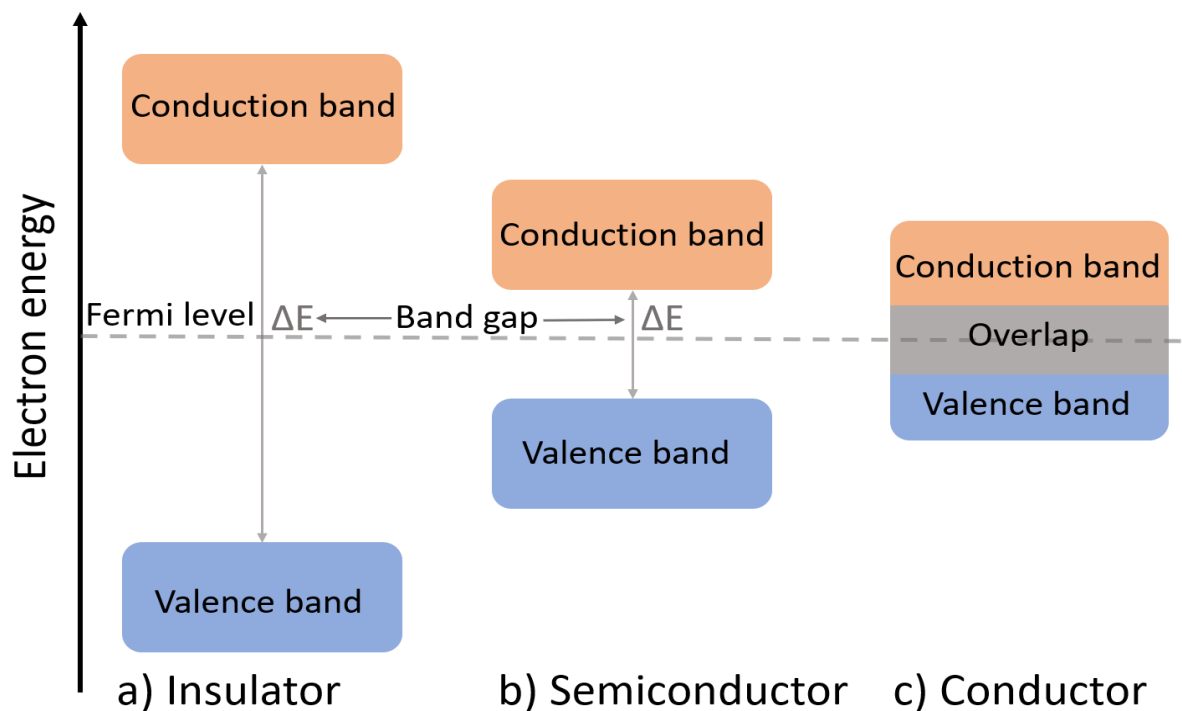 Electron energy
Conduction band
Fermi level
ΔE
Band gap
Valence band
a) Insulator
Conduction band
ΔE
Valence band
b) Semiconductor
Conduction band
Overlap
Valence band
c) Conductor